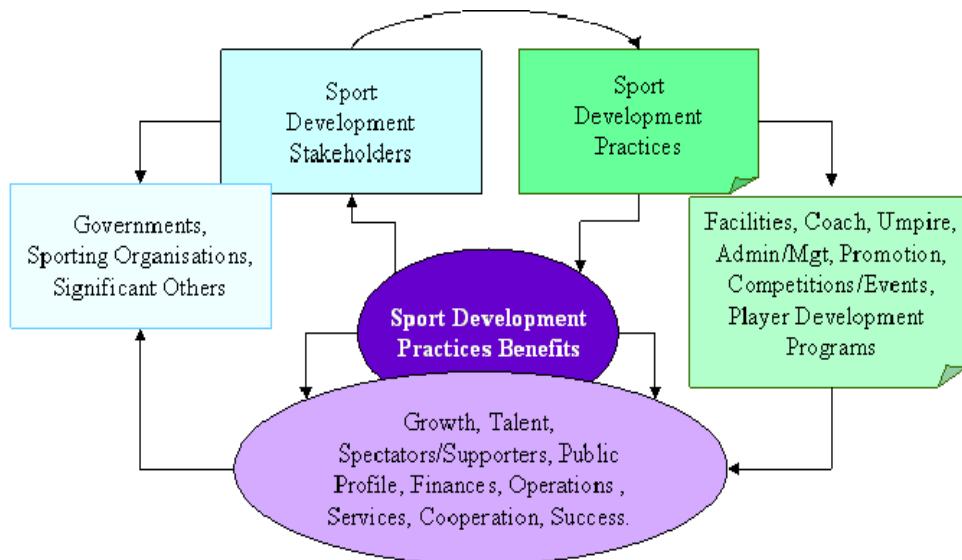 Sport
Development
Stakeholders
Sport
Development
Practices
Governments,
Sporting Organisations,
Significant Others
Facilities, Coach, Umpire,
Admin/Mgt, Promotion,
Competitions/Events,
Player Development
Programs
Sport Development
Practices Benefits
Growth, Talent,
Spectators/Supporters, Public
Profile, Finances, Operations ,
Services, Cooperation, Success.